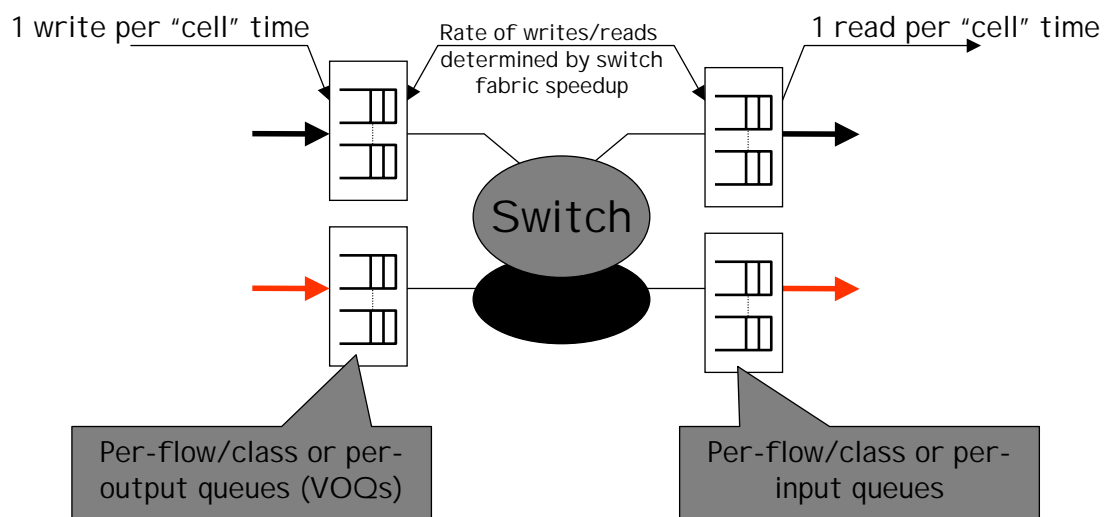 1 write per “cell” time
Rate of writes/reads
determined by switch
fabric speedup
1 read per “cell” time
Switch
Per-flow/class or per-
output queues (VOQs)
Per-flow/class or per-
input queues